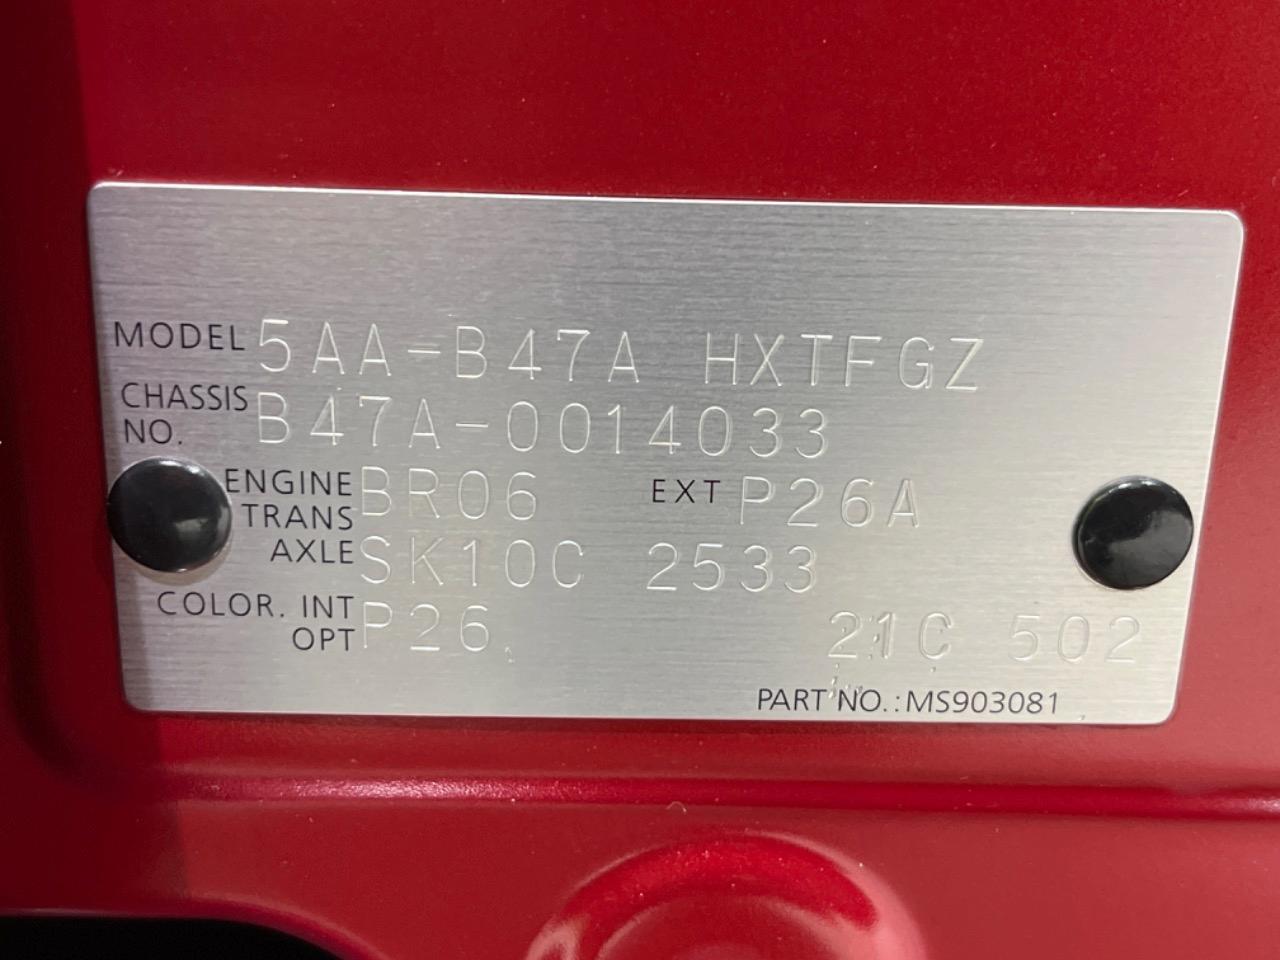 MODEL 5AA-B47A HXTFGZ
CHASSIS NO. B47A-0014033
ENGINE BR06 EXT P26A
TRANS
AXLE SK10C 2533
COLOR. INT P26
OPT 21C 502
PART NO.:MS903081